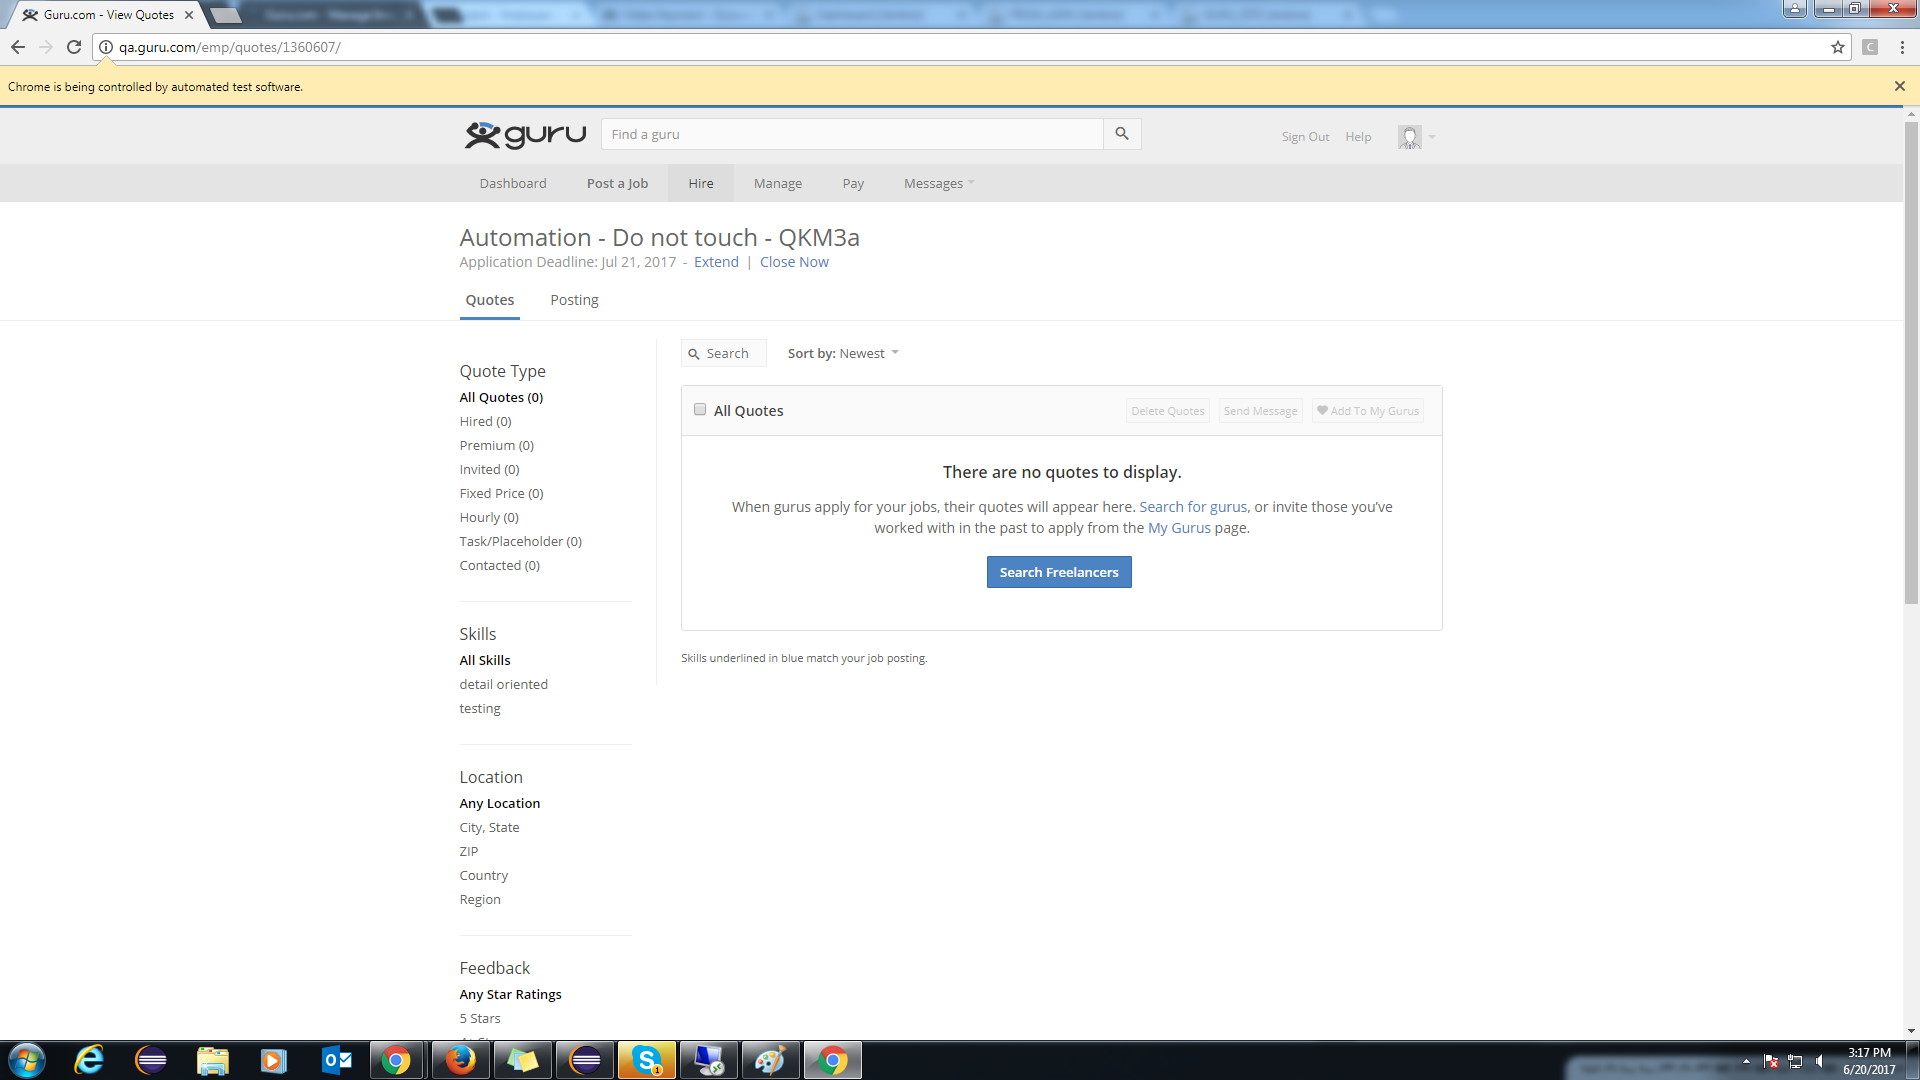 Guru.com - View Quotes
qa.guru.com/emp/quotes/1360607/
C
Chrome is being controlled by automated test software.
guru
Find a guru
Sign Out Help
Dashboard Post a Job Hire Manage Pay Messages
Automation - Do not touch - QKM3a
Application Deadline: Jul 21, 2017 - Extend | Close Now
Quotes Posting
Search Sort by: Newest
Quote Type
All Quotes (0)
Hired (0)
Premium (0)
Invited (0)
Fixed Price (0)
Hourly (0)
Task/Placeholder (0)
Contacted (0)
All Quotes Delete Quotes Send Message Add To My Gurus
There are no quotes to display.
When gurus apply for your jobs, their quotes will appear here. Search for gurus, or invite those you've
worked with in the past to apply from the My Gurus page.
Search Freelancers
Skills underlined in blue match your job posting.
Skills
All Skills
detail oriented
testing
Location
Any Location
City, State
ZIP
Country
Region
Feedback
Any Star Ratings
5 Stars
3:17 PM
6/20/2017